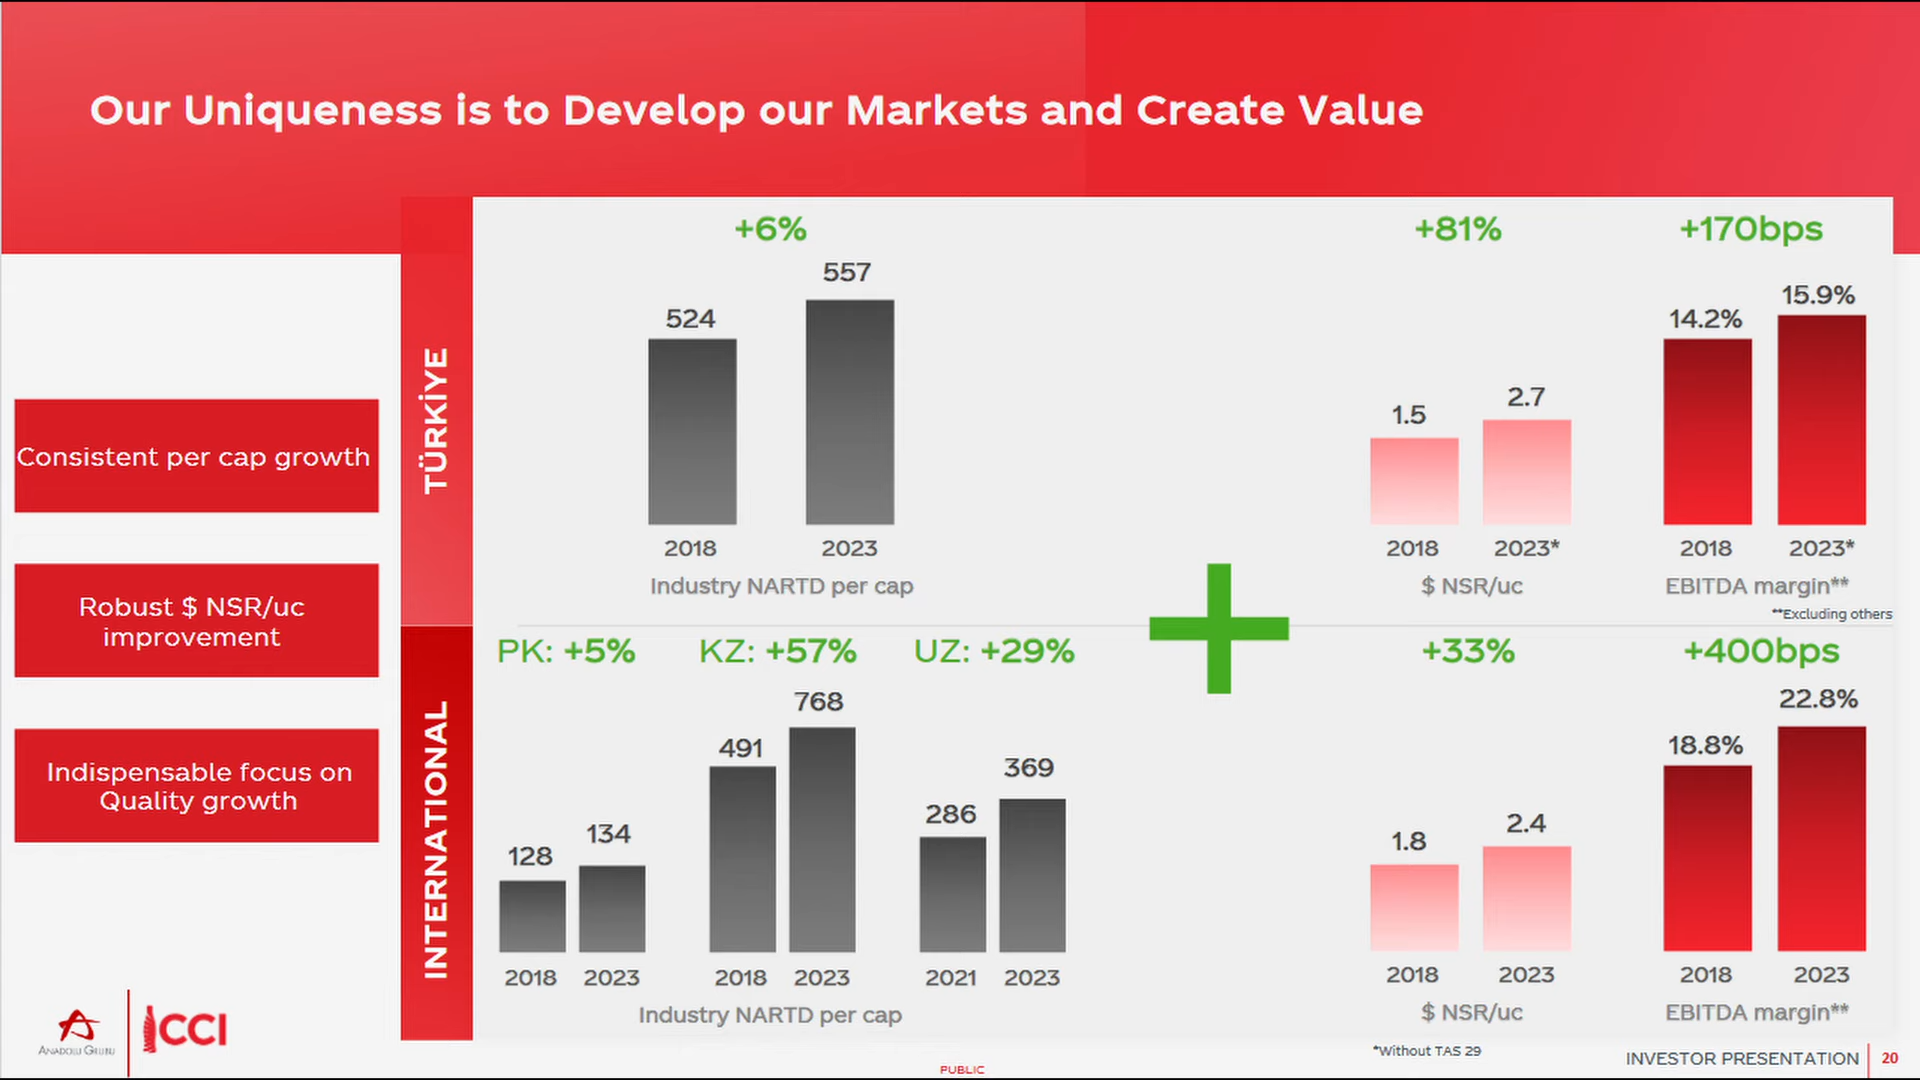 Our Uniqueness is to Develop our Markets and Create Value
Consistent per cap growth
Robust $ NSR/uc
improvement
Indispensable focus on
Quality growth
TÜRKİYE
+6%
524
557
2018
2023
Industry NARTD per cap
+81%
1.5
2.7
2018
2023*
$ NSR/uc
+170bps
14.2%
15.9%
2018
2023*
EBITDA margin**
**Excluding others
INTERNATIONAL
PK: +5%
128
134
2018
2023
KZ: +57%
491
768
2018
2023
UZ: +29%
286
369
2021
2023
Industry NARTD per cap
+33%
1.8
2.4
2018
2023
$ NSR/uc
+400bps
18.8%
22.8%
2018
2023
EBITDA margin**
ANADOLU GRUBU
CCI
*Without TAS 29
PUBLIC
INVESTOR PRESENTATION
20